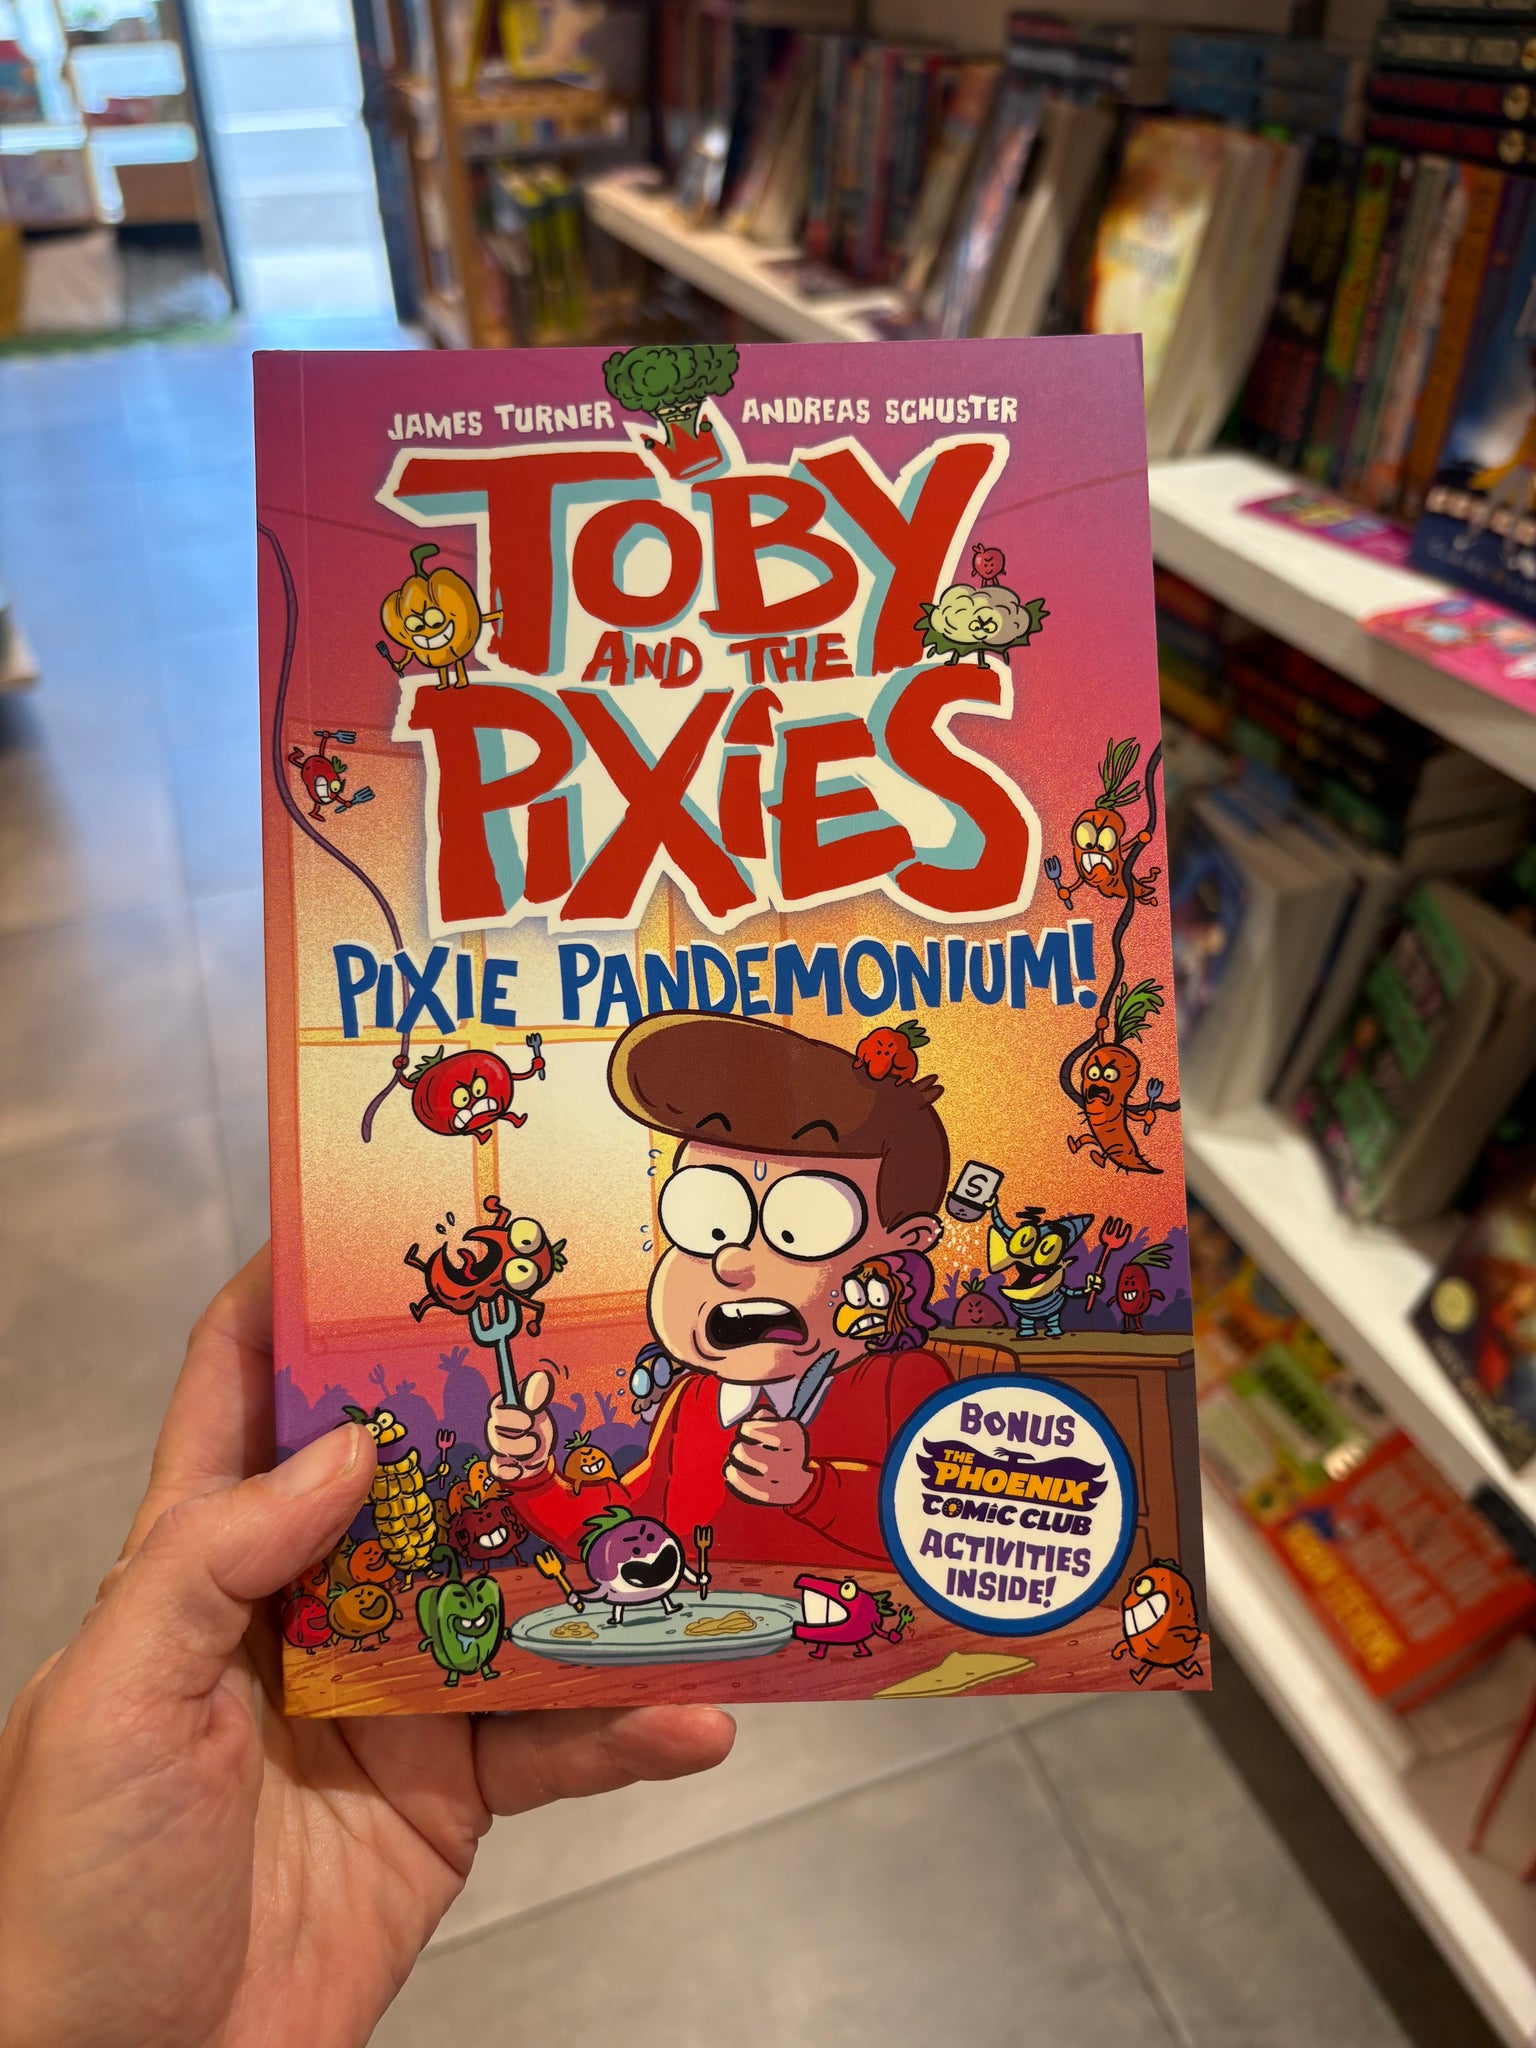 JAMES TURNER
ANDREAS SCHUSTER
TOBY
AND THE
PIXIES
PIXIE PANDEMONIUM!
S
BONUS
THE
PHOENIX
COMIC CLUB
ACTIVITIES
INSIDE!